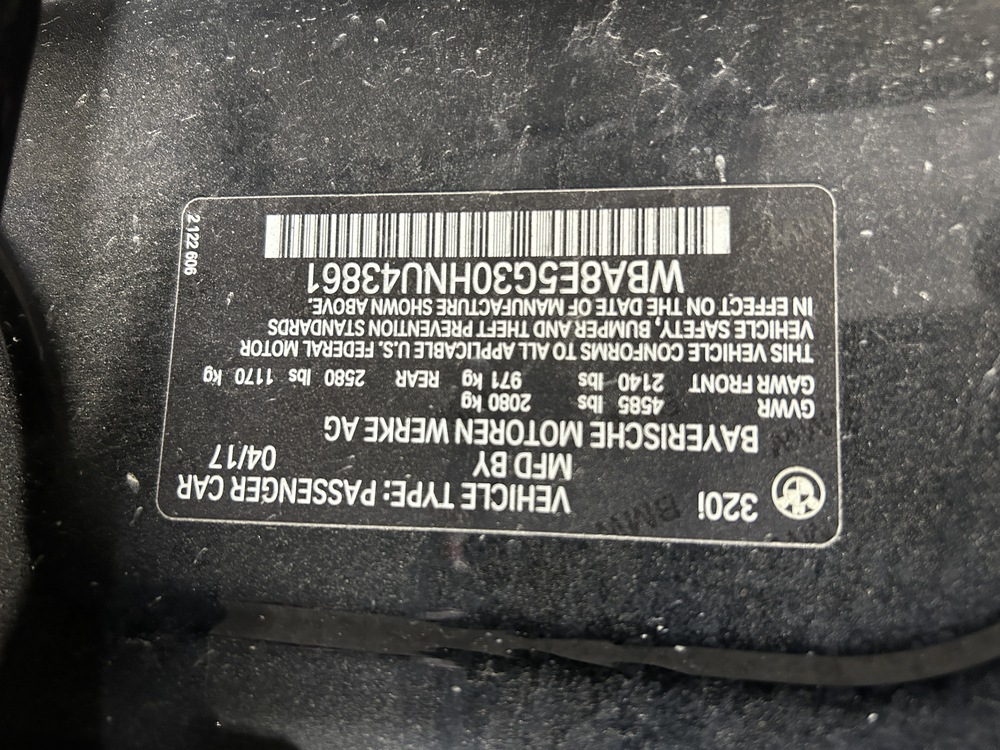 320i VEHICLE TYPE: PASSENGER CAR
MFD BY 04/17
BAYERISCHE MOTOREN WERKE AG
GVWR 4585 lbs 2080 kg
GAWR FRONT 2140 lbs 971 kg REAR 2580 lbs 1170 kg
THIS VEHICLE CONFORMS TO ALL APPLICABLE U.S. FEDERAL MOTOR
VEHICLE SAFETY, BUMPER AND THEFT PREVENTION STANDARDS
IN EFFECT ON THE DATE OF MANUFACTURE SHOWN ABOVE.
WBA8E5G30HNU43861
2 122 606
BMW